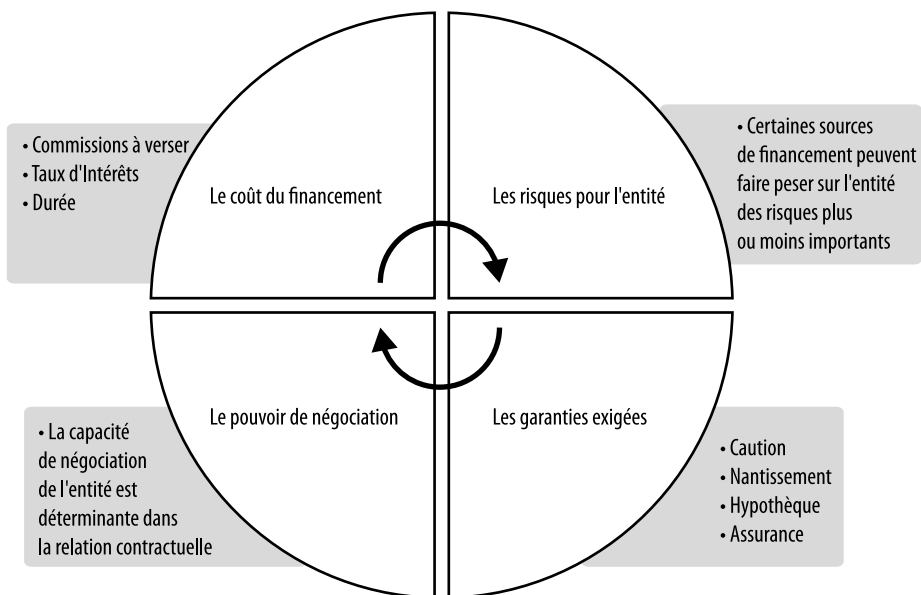 • Commissions à verser
• Taux d'Intérêts
• Durée
Le coût du financement
Les risques pour l'entité
• Certaines sources
de financement peuvent
faire peser sur l'entité
des risques plus
ou moins importants
• La capacité
de négociation
de l'entité est
déterminante dans
la relation contractuelle
Le pouvoir de négociation
Les garanties exigées
• Caution
• Nantissement
• Hypothèque
• Assurance